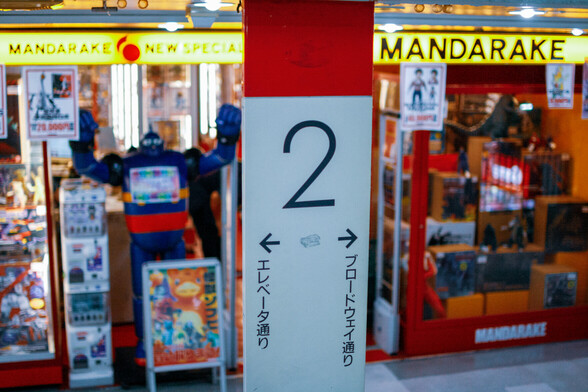 MANDARAKE NEW SPECIAL
MANDARAKE
2
← →
エレベータ通り
ブロードウェイ通り
MANDARAKE